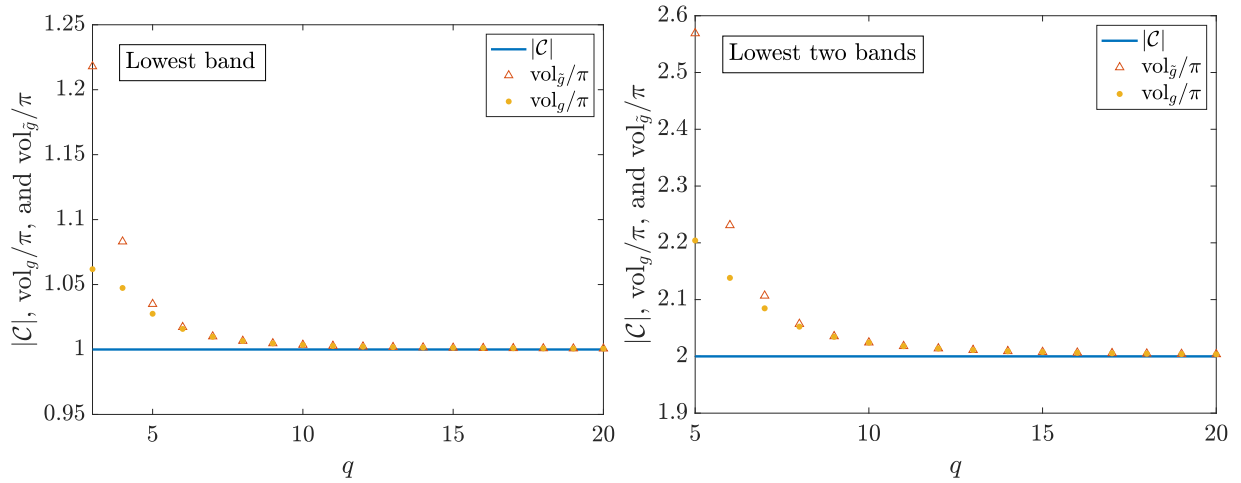 1.25
1.2
1.15
1.1
1.05
1
0.95
5
10
15
20
q
|𝒞|, vol_g/π, and vol_g̃/π
Lowest band
|𝒞|
vol_g̃/π
vol_g/π
2.6
2.5
2.4
2.3
2.2
2.1
2
1.9
5
10
15
20
q
|𝒞|, vol_g/π, and vol_g̃/π
Lowest two bands
|𝒞|
vol_g̃/π
vol_g/π